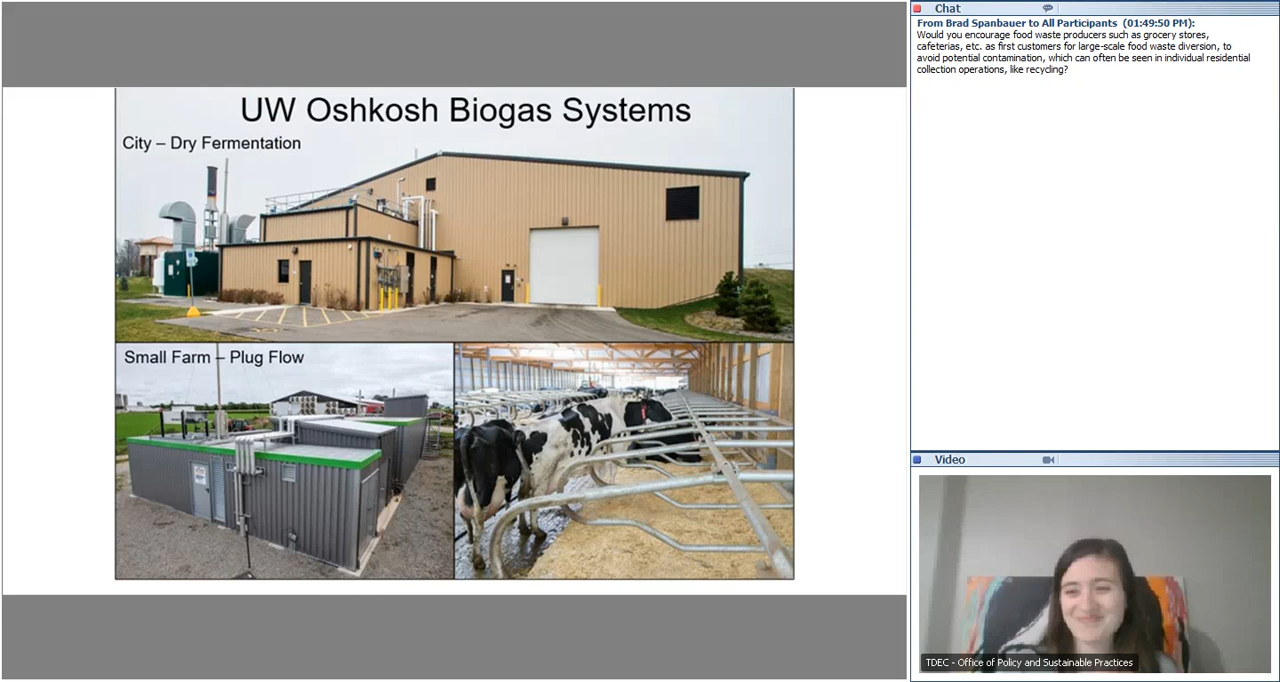 UW Oshkosh Biogas Systems
City – Dry Fermentation
Small Farm – Plug Flow
Chat
From Brad Spanbauer to All Participants (01:49:50 PM):
Would you encourage food waste producers such as grocery stores,
cafeterias, etc. as first customers for large-scale food waste diversion, to
avoid potential contamination, which can often be seen in individual residential
collection operations, like recycling?
Video
TDEC - Office of Policy and Sustainable Practices